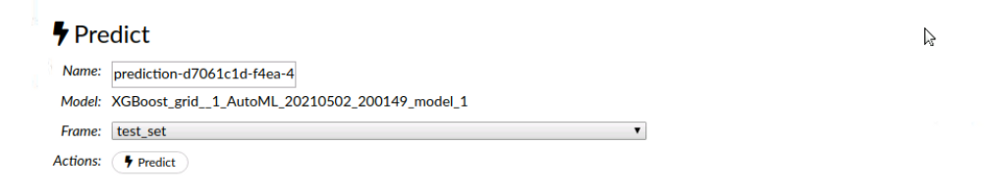 Predict
Name: prediction-d7061c1d-f4ea-4
Model: XGBoost_grid__1_AutoML_20210502_200149_model_1
Frame: test_set
Actions: Predict